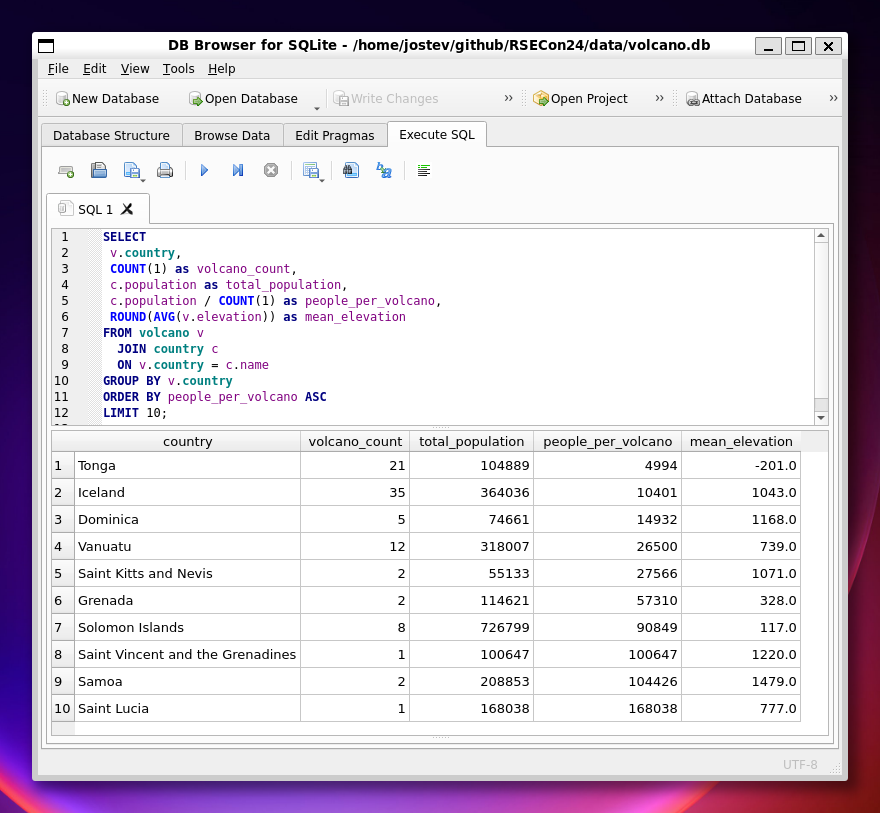 DB Browser for SQLite - /home/jostev/github/RSECon24/data/volcano.db
File Edit View Tools Help
New Database Open Database Write Changes » Open Project » Attach Database »
Database Structure Browse Data Edit Pragmas Execute SQL
SQL 1
1 SELECT
2 v.country,
3 COUNT(1) as volcano_count,
4 c.population as total_population,
5 c.population / COUNT(1) as people_per_volcano,
6 ROUND(AVG(v.elevation)) as mean_elevation
7 FROM volcano v
8 JOIN country c
9 ON v.country = c.name
10 GROUP BY v.country
11 ORDER BY people_per_volcano ASC
12 LIMIT 10;
country volcano_count total_population people_per_volcano mean_elevation
1 Tonga 21 104889 4994 -201.0
2 Iceland 35 364036 10401 1043.0
3 Dominica 5 74661 14932 1168.0
4 Vanuatu 12 318007 26500 739.0
5 Saint Kitts and Nevis 2 55133 27566 1071.0
6 Grenada 2 114621 57310 328.0
7 Solomon Islands 8 726799 90849 117.0
8 Saint Vincent and the Grenadines 1 100647 100647 1220.0
9 Samoa 2 208853 104426 1479.0
10 Saint Lucia 1 168038 168038 777.0
UTF-8